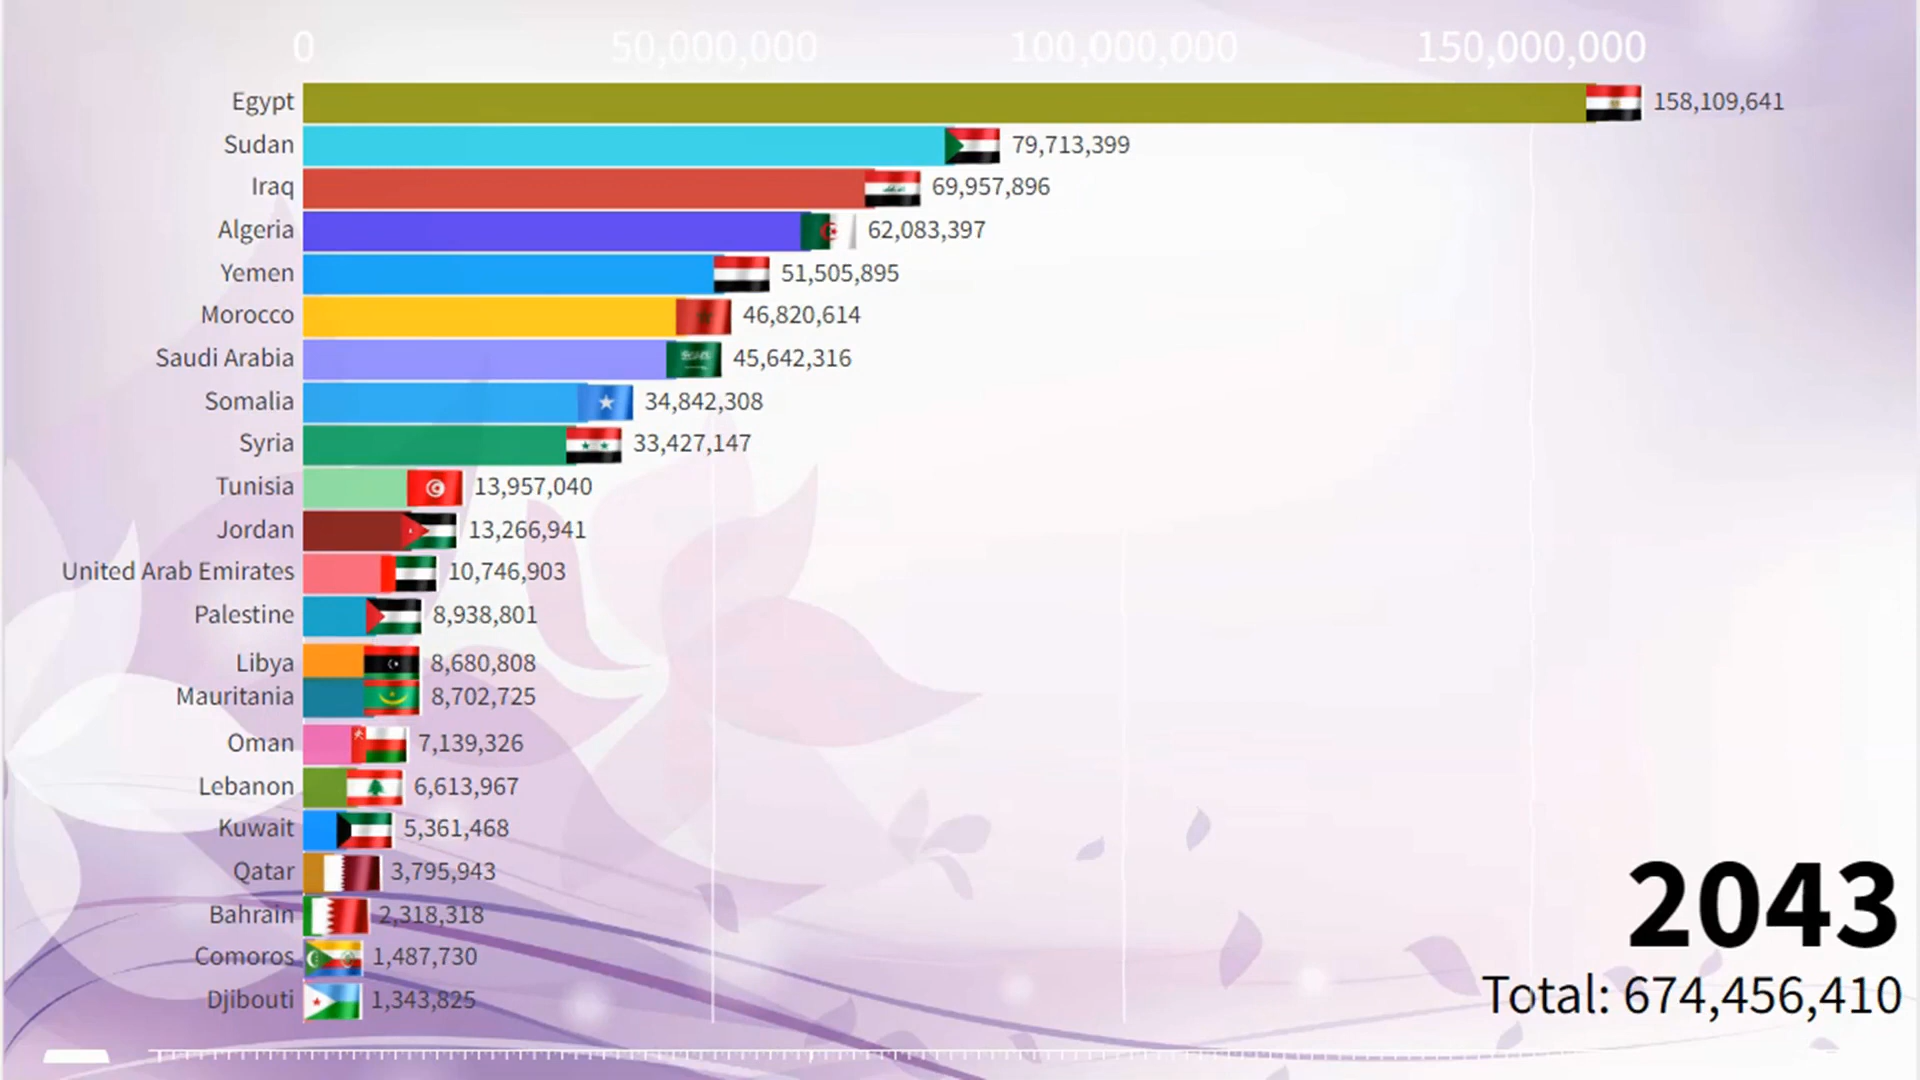 0 50,000,000 100,000,000 150,000,000
Egypt 158,109,641
Sudan 79,713,399
Iraq 69,957,896
Algeria 62,083,397
Yemen 51,505,895
Morocco 46,820,614
Saudi Arabia 45,642,316
Somalia 34,842,308
Syria 33,427,147
Tunisia 13,957,040
Jordan 13,266,941
United Arab Emirates 10,746,903
Palestine 8,938,801
Libya 8,680,808
Mauritania 8,702,725
Oman 7,139,326
Lebanon 6,613,967
Kuwait 5,361,468
Qatar 3,795,943
Bahrain 2,318,318
Comoros 1,487,730
Djibouti 1,343,825
2043
Total: 674,456,410